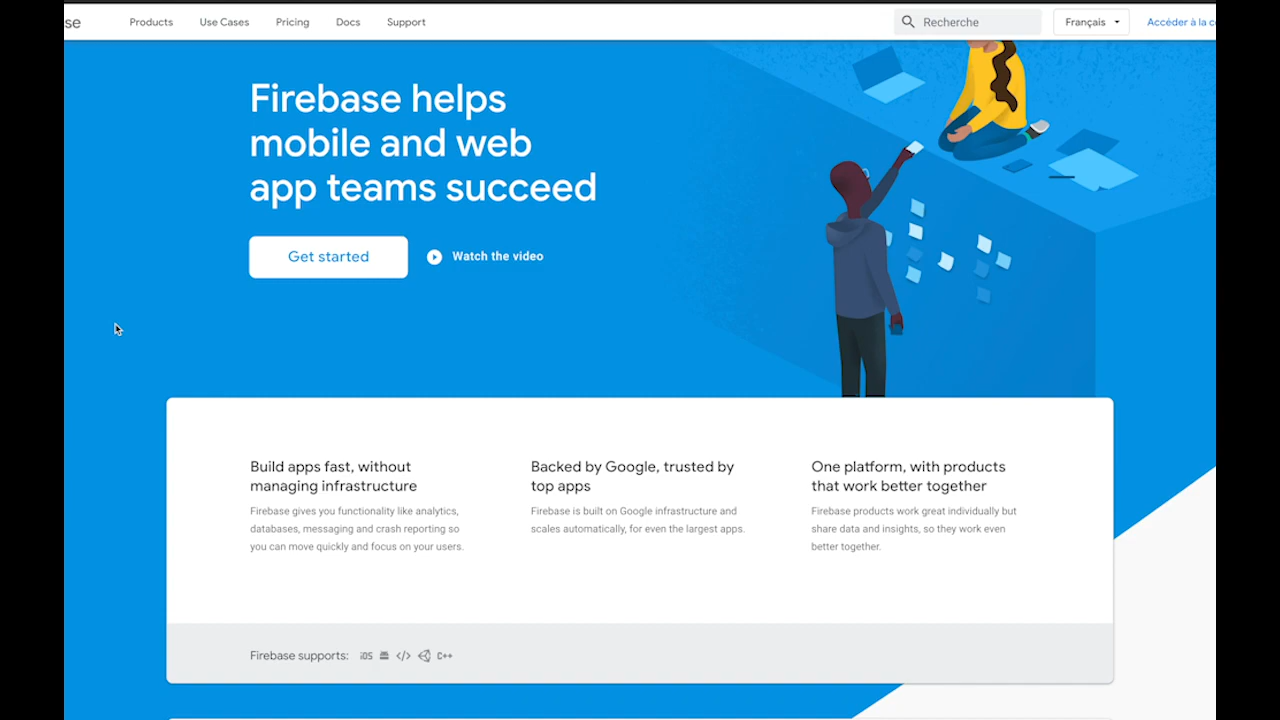 se Products Use Cases Pricing Docs Support Recherche Français Accéder à la c
Firebase helps
mobile and web
app teams succeed
Get started Watch the video
Build apps fast, without
managing infrastructure
Firebase gives you functionality like analytics,
databases, messaging and crash reporting so
you can move quickly and focus on your users.
Backed by Google, trusted by
top apps
Firebase is built on Google infrastructure and
scales automatically, for even the largest apps.
One platform, with products
that work better together
Firebase products work great individually but
share data and insights, so they work even
better together.
Firebase supports: iOS </> C++